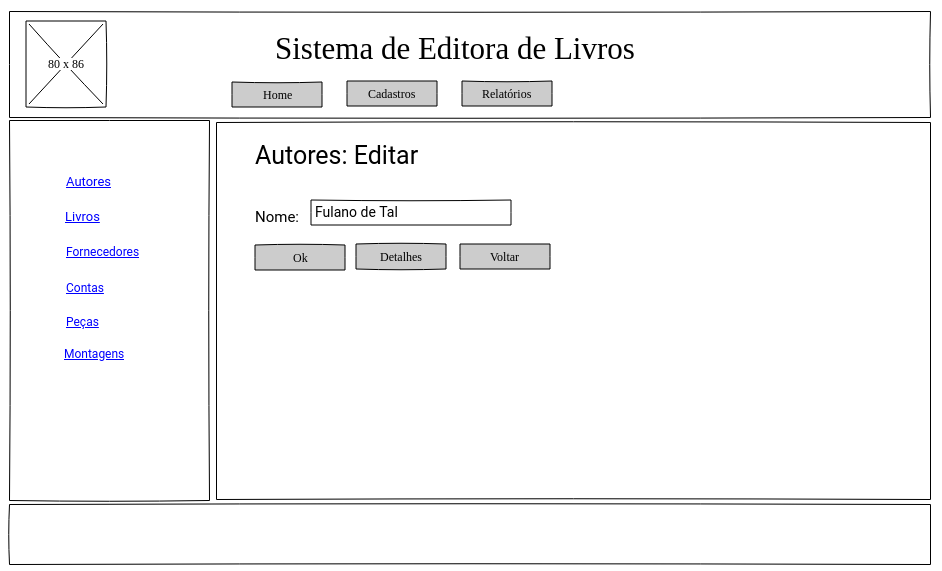 Sistema de Editora de Livros
80 x 86
Home Cadastros Relatórios
Autores
Livros
Fornecedores
Contas
Peças
Montagens
Autores: Editar
Nome: Fulano de Tal
Ok Detalhes Voltar